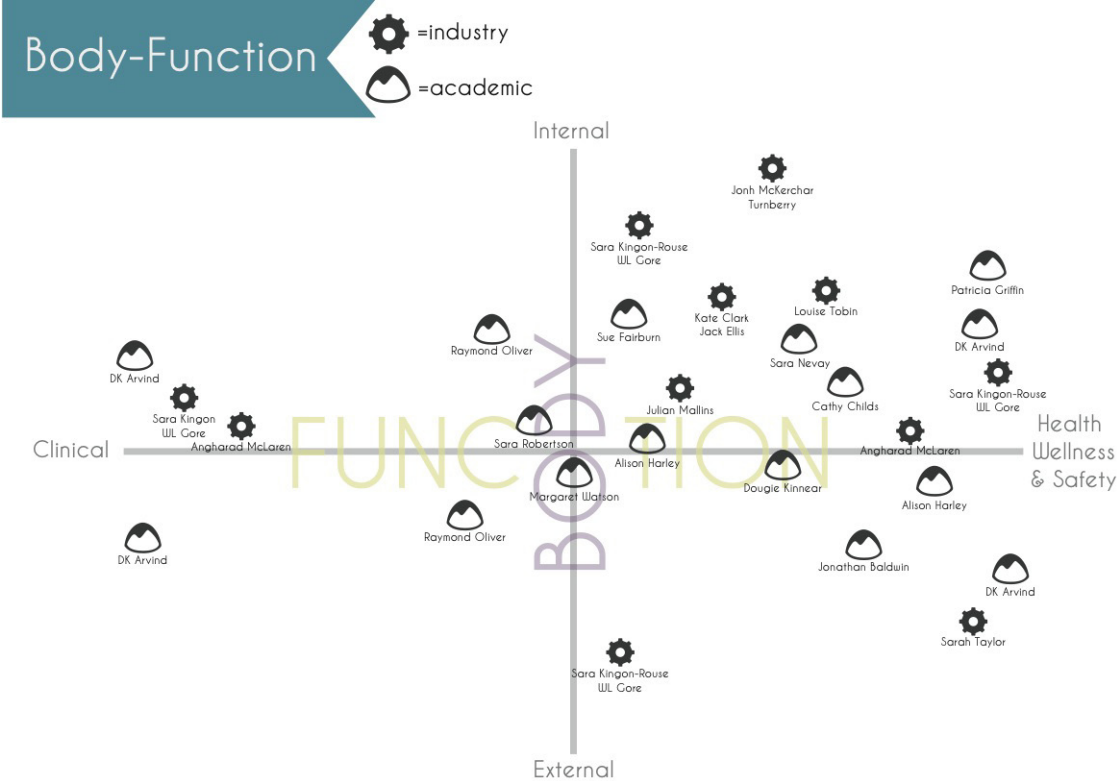 Body-Function
=industry
=academic
Internal
Jonh McKerchar
Turnberry
Sara Kingon-Rouse
WL Gore
Patricia Griffin
Kate Clark
Jack Ellis
Louise Tobin
Sue Fairburn
Raymond Oliver
DK Arvind
Sara Nevay
DK Arvind
Sara Kingon-Rouse
WL Gore
Cathy Childs
Julian Mallins
Sara Kingon
WL Gore
Angharad McLaren
Sara Robertson
Angharad McLaren
Clinical
FUNCTION
BODY
Health
Wellness
& Safety
Alison Harley
Margaret Watson
Dougie Kinnear
Alison Harley
Raymond Oliver
DK Arvind
Jonathan Baldwin
DK Arvind
Sarah Taylor
Sara Kingon-Rouse
WL Gore
External